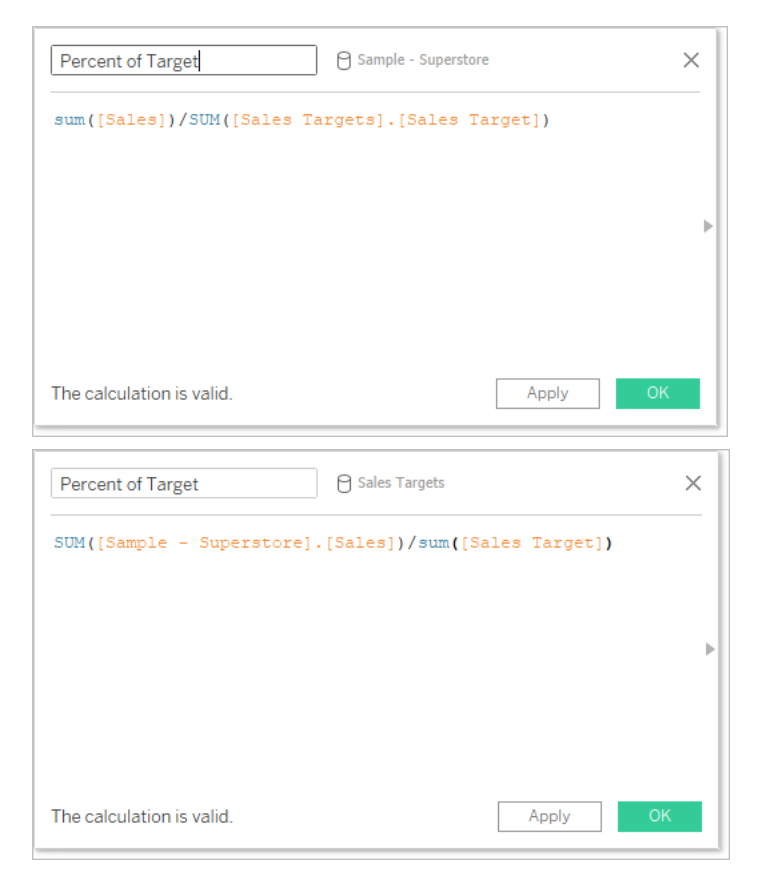 Percent of Target Sample - Superstore
sum([Sales])/SUM([Sales Targets].[Sales Target])
The calculation is valid. Apply OK
Percent of Target Sales Targets
SUM([Sample - Superstore].[Sales])/sum([Sales Target])
The calculation is valid. Apply OK